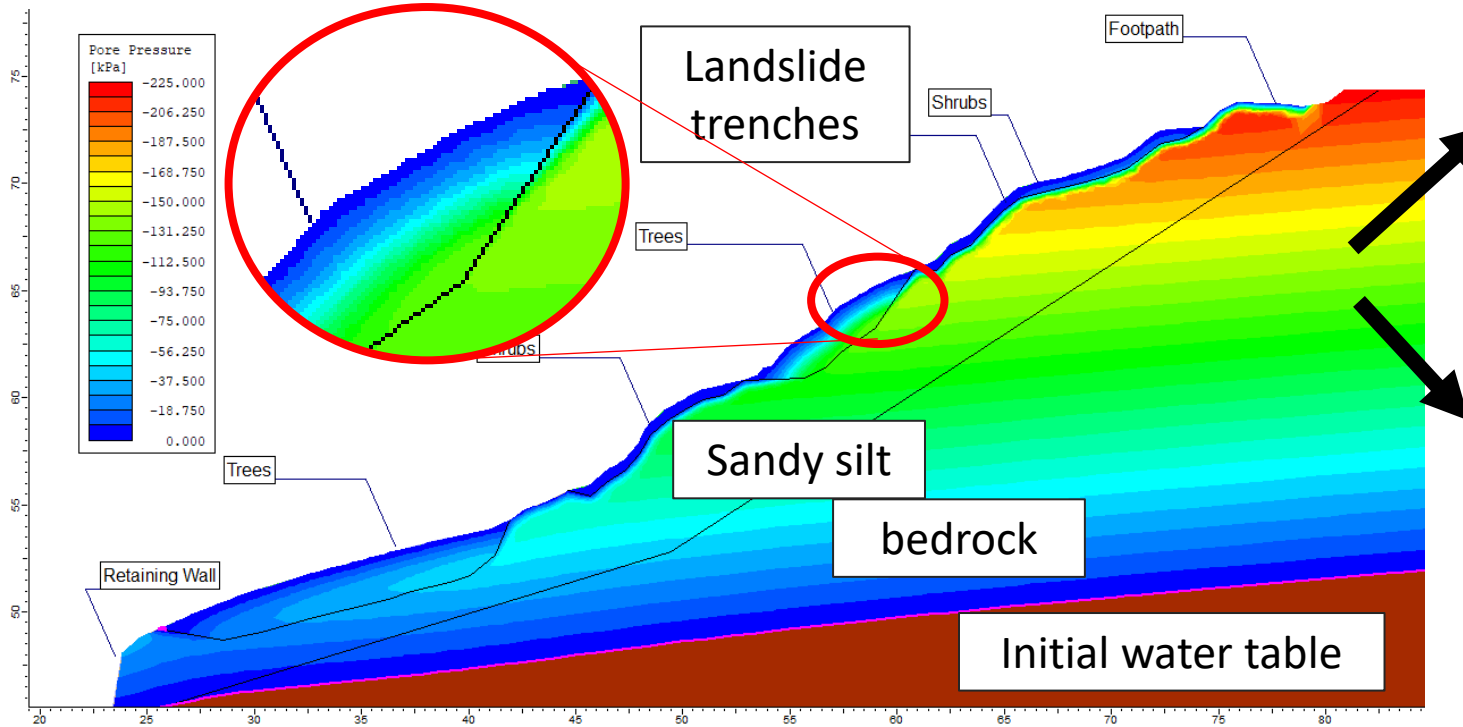 Pore Pressure
[kPa]
-225.000
-206.250
-187.500
-168.750
-150.000
-131.250
-112.500
-93.750
-75.000
-56.250
-37.500
-18.750
0.000
Landslide
trenches
Footpath
Shrubs
Trees
Shrubs
Trees
Retaining Wall
Sandy silt
bedrock
Initial water table
75
70
65
60
55
50
20
25
30
35
40
45
50
55
60
65
70
75
80